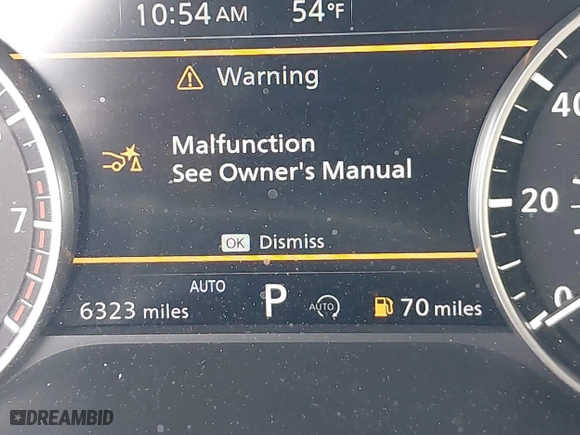 10:54 AM 54°F
Warning
Malfunction
See Owner's Manual
OK Dismiss
AUTO
6323 miles P AUTO 70 miles
7
40
20
0
DREAMBID